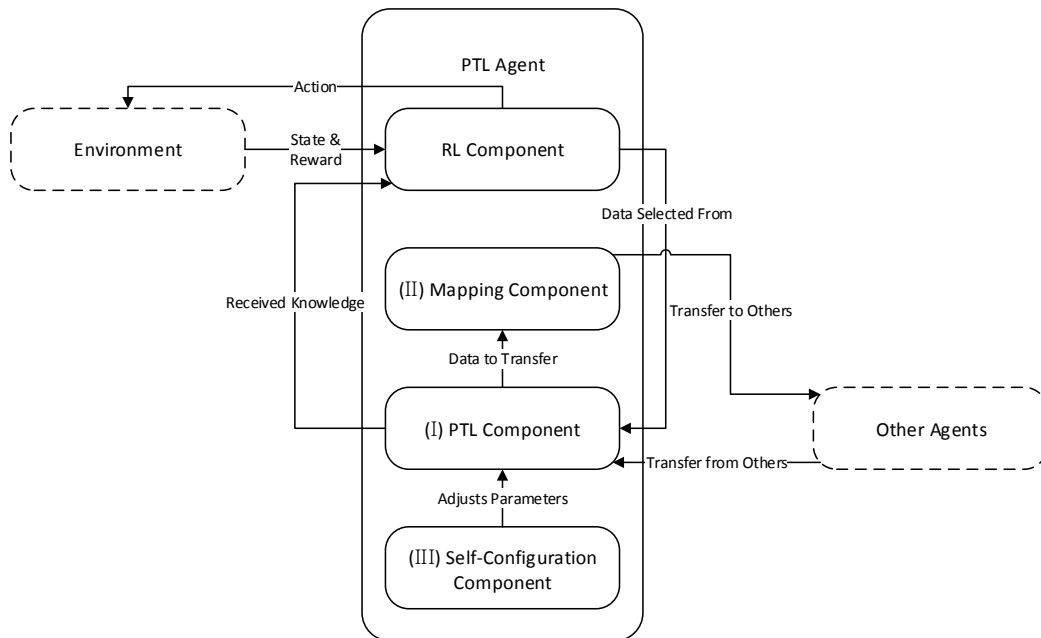 PTL Agent
Action
Environment
State &
Reward
RL Component
Data Selected From
(II) Mapping Component
Received Knowledge
Transfer to Others
Data to Transfer
(I) PTL Component
Other Agents
Transfer from Others
Adjusts Parameters
(III) Self-Configuration
Component